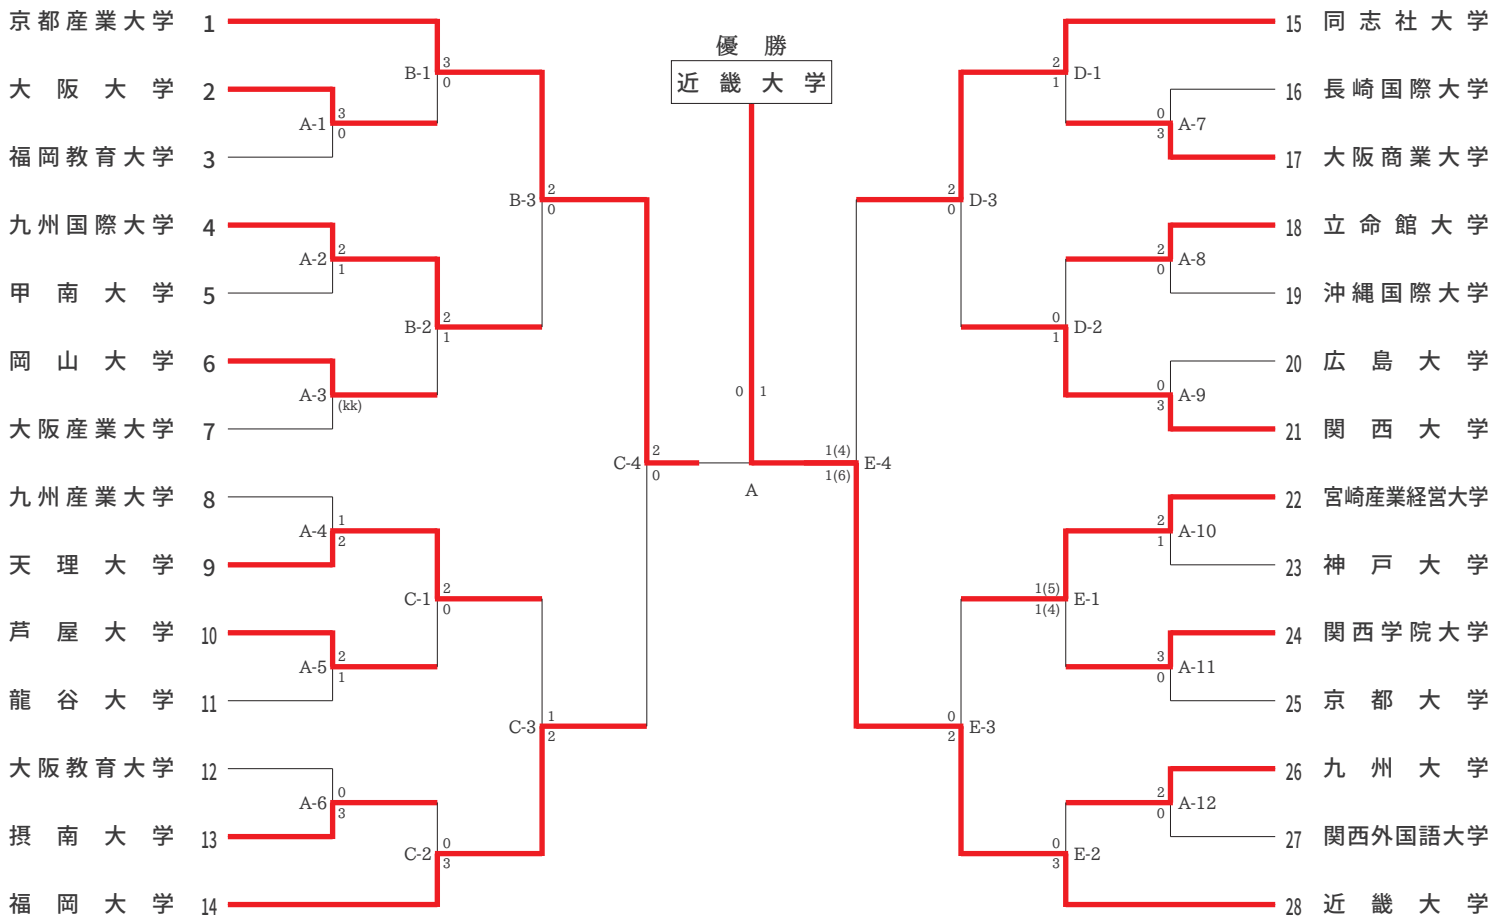 優勝
近畿大学
京都産業大学 1
大阪大学 2
福岡教育大学 3
九州国際大学 4
甲南大学 5
岡山大学 6
大阪産業大学 7
九州産業大学 8
天理大学 9
芦屋大学 10
龍谷大学 11
大阪教育大学 12
摂南大学 13
福岡大学 14
A-1
3
0
A-2
2
1
A-3
(kk)
A-4
1
2
A-5
2
1
A-6
0
3
B-1
3
0
B-2
2
1
C-1
2
0
C-2
0
3
B-3
2
0
C-3
1
2
C-4
2
0
0 1
A
1(4)
1(6)
E-4
2
0
D-3
0
2
E-3
2
1
D-1
0
1
D-2
1(5)
1(4)
E-1
0
3
E-2
0
3
A-7
2
0
A-8
0
3
A-9
2
1
A-10
3
0
A-11
2
0
A-12
15 同志社大学
16 長崎国際大学
17 大阪商業大学
18 立命館大学
19 沖縄国際大学
20 広島大学
21 関西大学
22 宮崎産業経営大学
23 神戸大学
24 関西学院大学
25 京都大学
26 九州大学
27 関西外国語大学
28 近畿大学